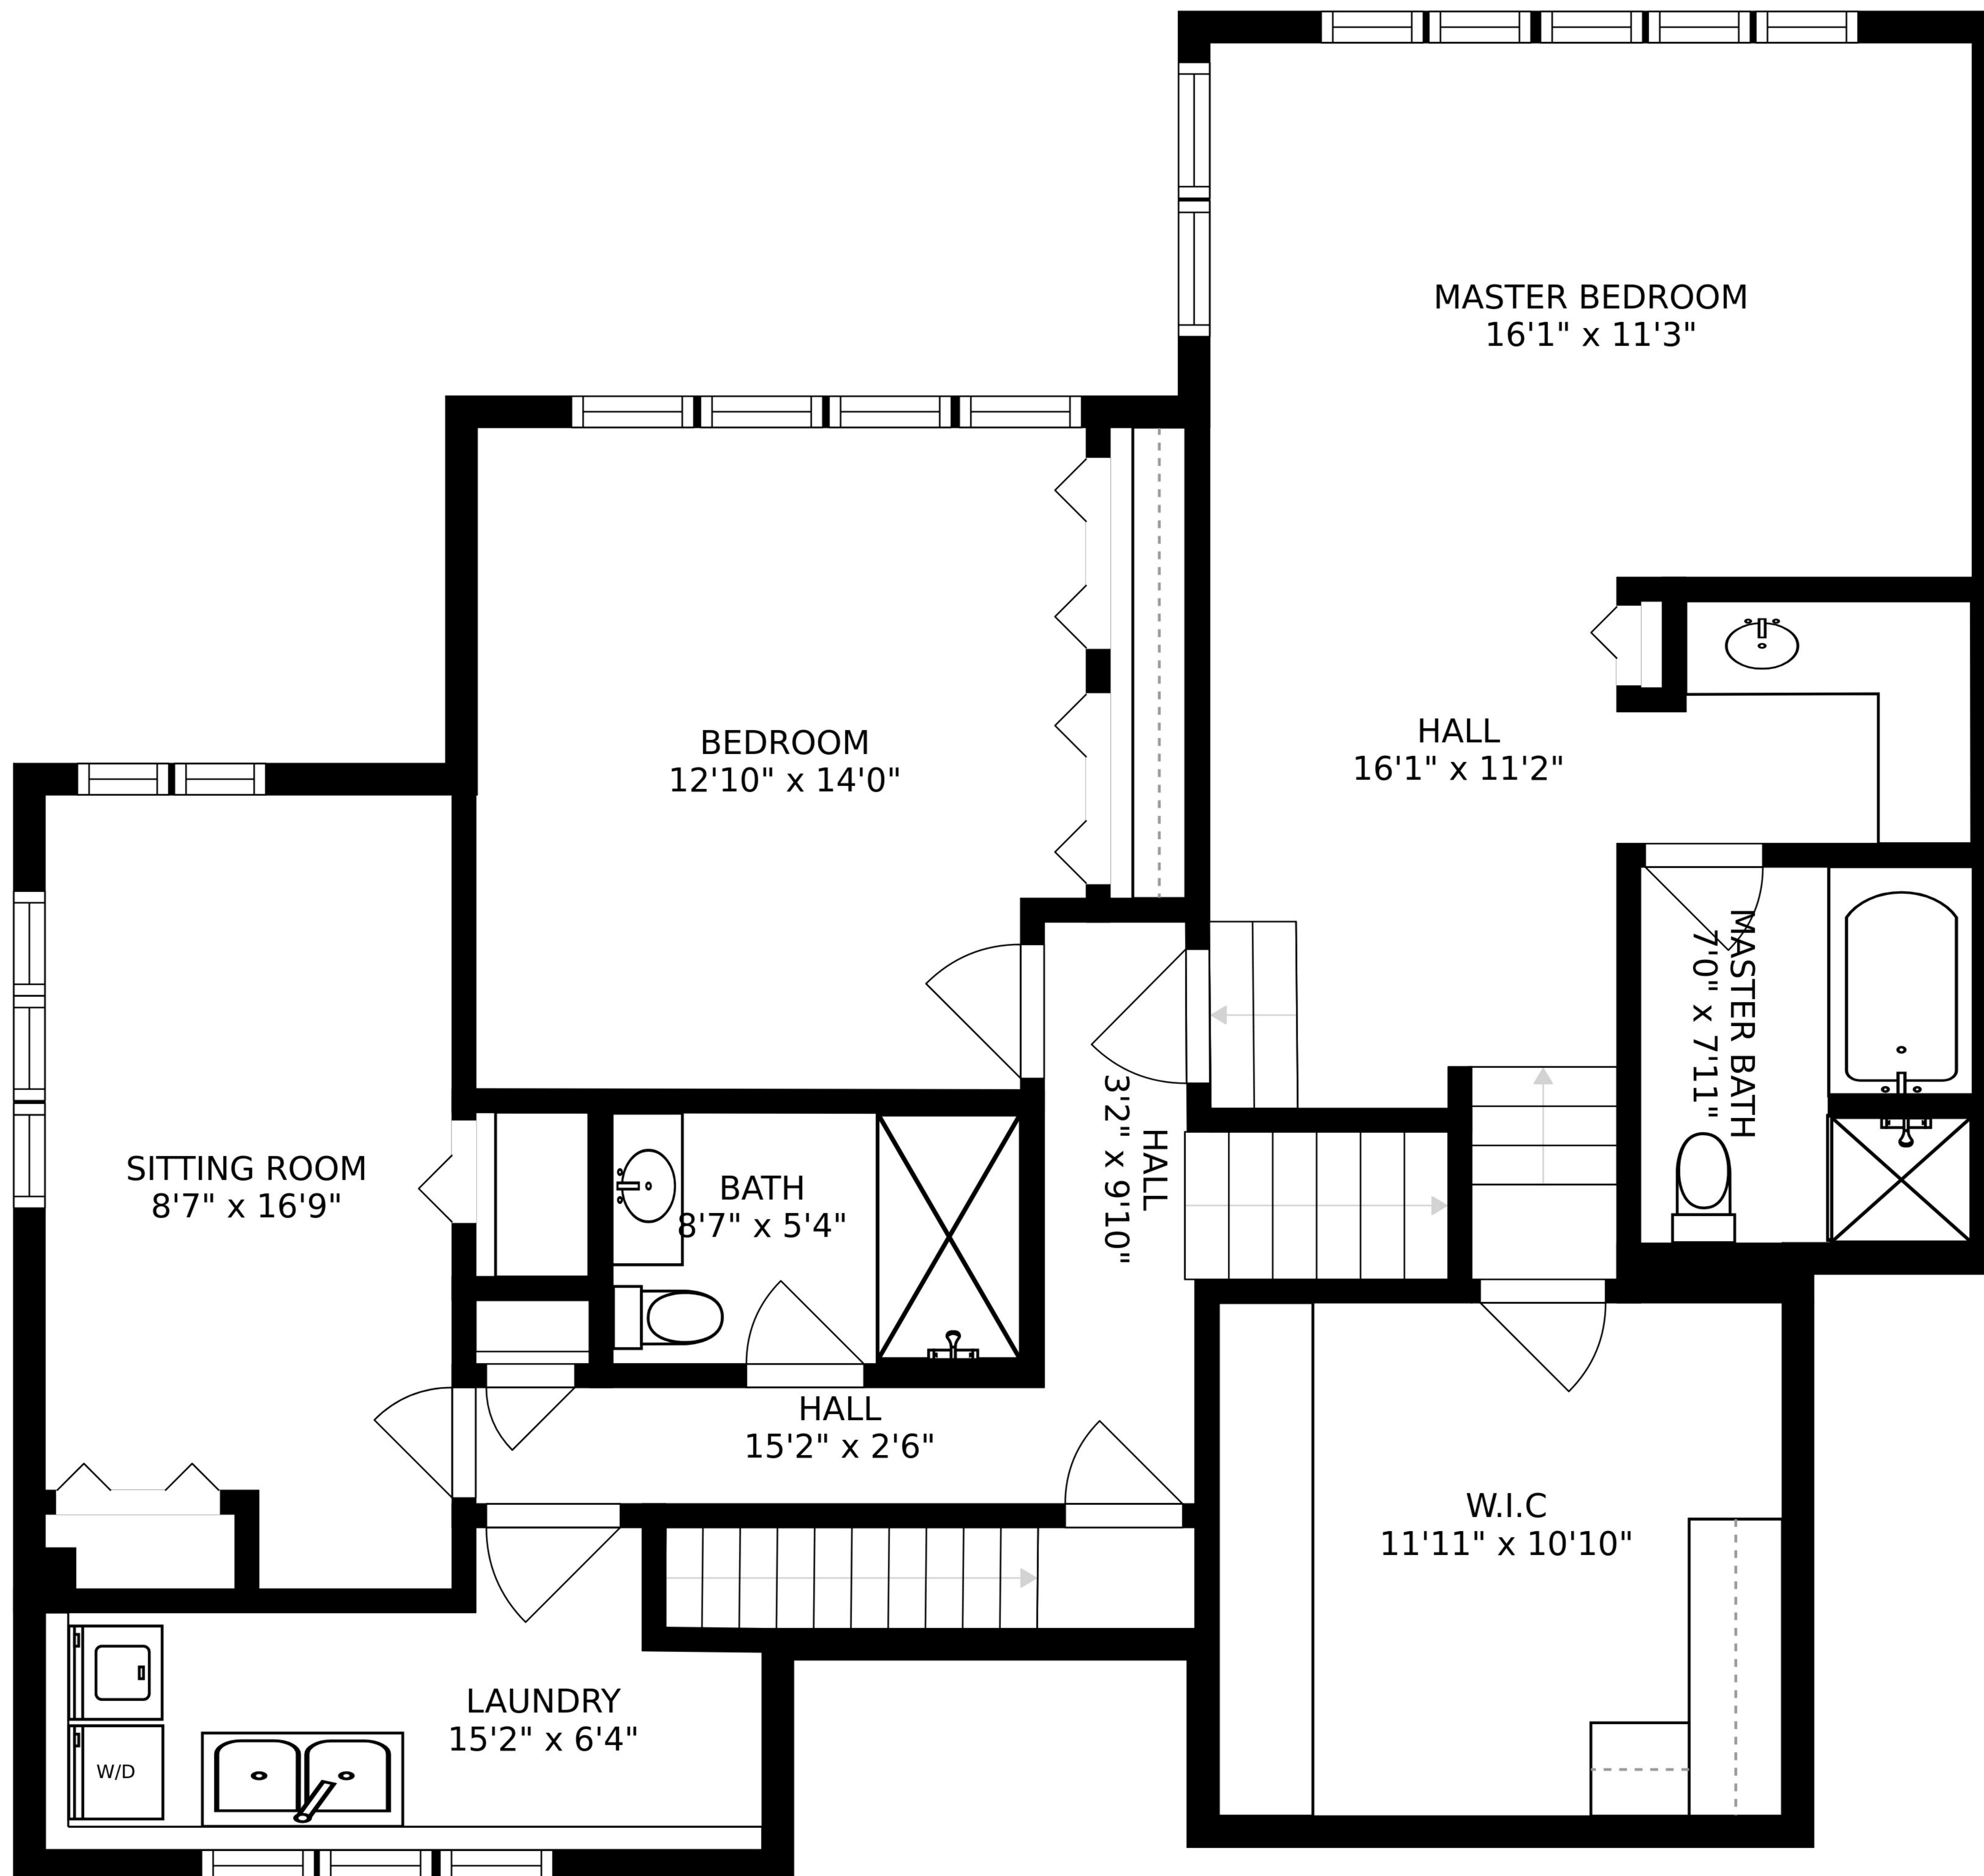 MASTER BEDROOM
16'1" x 11'3"
HALL
16'1" x 11'2"
BEDROOM
12'10" x 14'0"
MASTER BATH
7'0" x 7'11"
SITTING ROOM
8'7" x 16'9"
BATH
8'7" x 5'4"
HALL
3'2" x 9'10"
HALL
15'2" x 2'6"
W.I.C
11'11" x 10'10"
LAUNDRY
15'2" x 6'4"
W/D